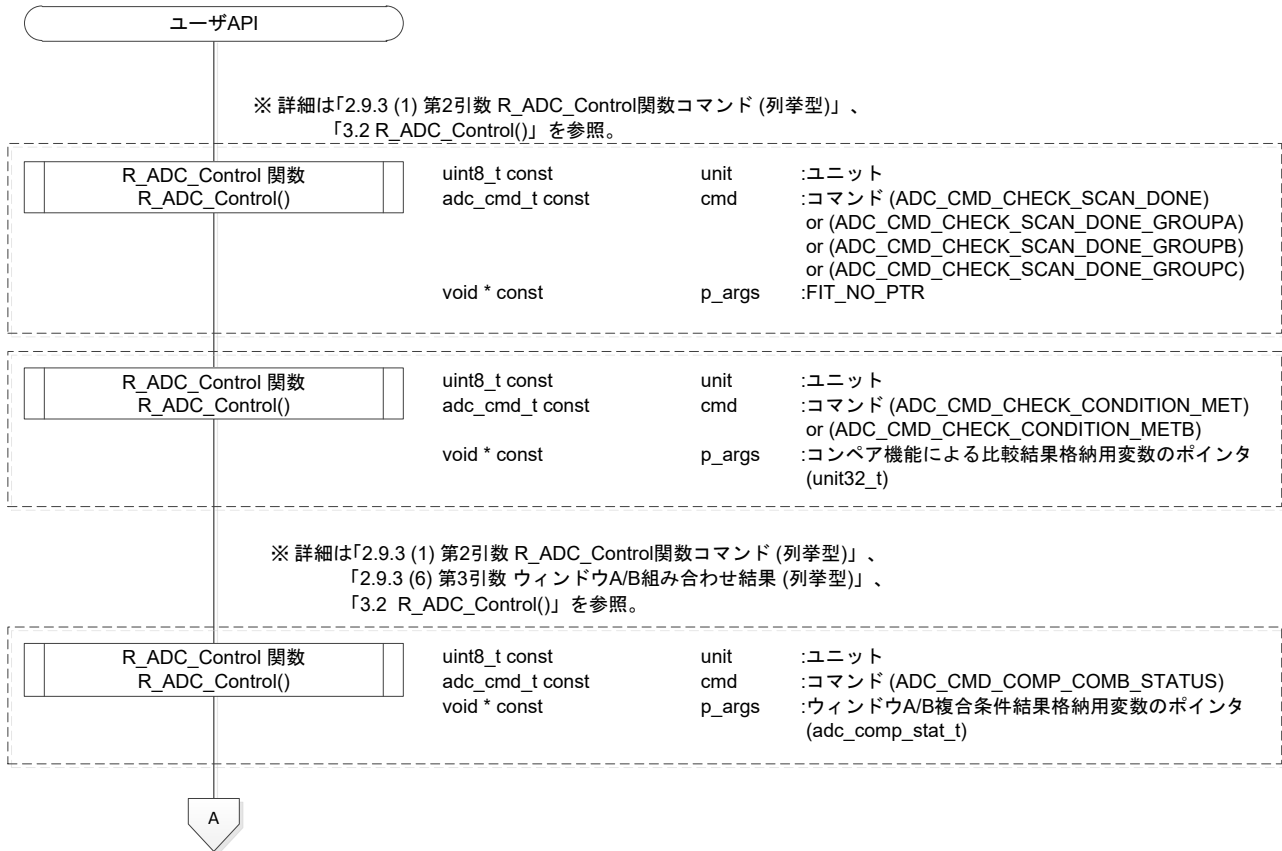 ユーザAPI
※ 詳細は「2.9.3 (1) 第2引数 R_ADC_Control関数コマンド (列挙型)」、
「3.2 R_ADC_Control()」を参照。
R_ADC_Control 関数
R_ADC_Control()
uint8_t const unit :ユニット
adc_cmd_t const cmd :コマンド (ADC_CMD_CHECK_SCAN_DONE)
or (ADC_CMD_CHECK_SCAN_DONE_GROUPA)
or (ADC_CMD_CHECK_SCAN_DONE_GROUPB)
or (ADC_CMD_CHECK_SCAN_DONE_GROUPC)
void * const p_args :FIT_NO_PTR
R_ADC_Control 関数
R_ADC_Control()
uint8_t const unit :ユニット
adc_cmd_t const cmd :コマンド (ADC_CMD_CHECK_CONDITION_MET)
or (ADC_CMD_CHECK_CONDITION_METB)
void * const p_args :コンペア機能による比較結果格納用変数のポインタ
(unit32_t)
※ 詳細は「2.9.3 (1) 第2引数 R_ADC_Control関数コマンド (列挙型)」、
「2.9.3 (6) 第3引数 ウィンドウA/B組み合わせ結果 (列挙型)」、
「3.2 R_ADC_Control()」を参照。
R_ADC_Control 関数
R_ADC_Control()
uint8_t const unit :ユニット
adc_cmd_t const cmd :コマンド (ADC_CMD_COMP_COMB_STATUS)
void * const p_args :ウィンドウA/B複合条件結果格納用変数のポインタ
(adc_comp_stat_t)
A